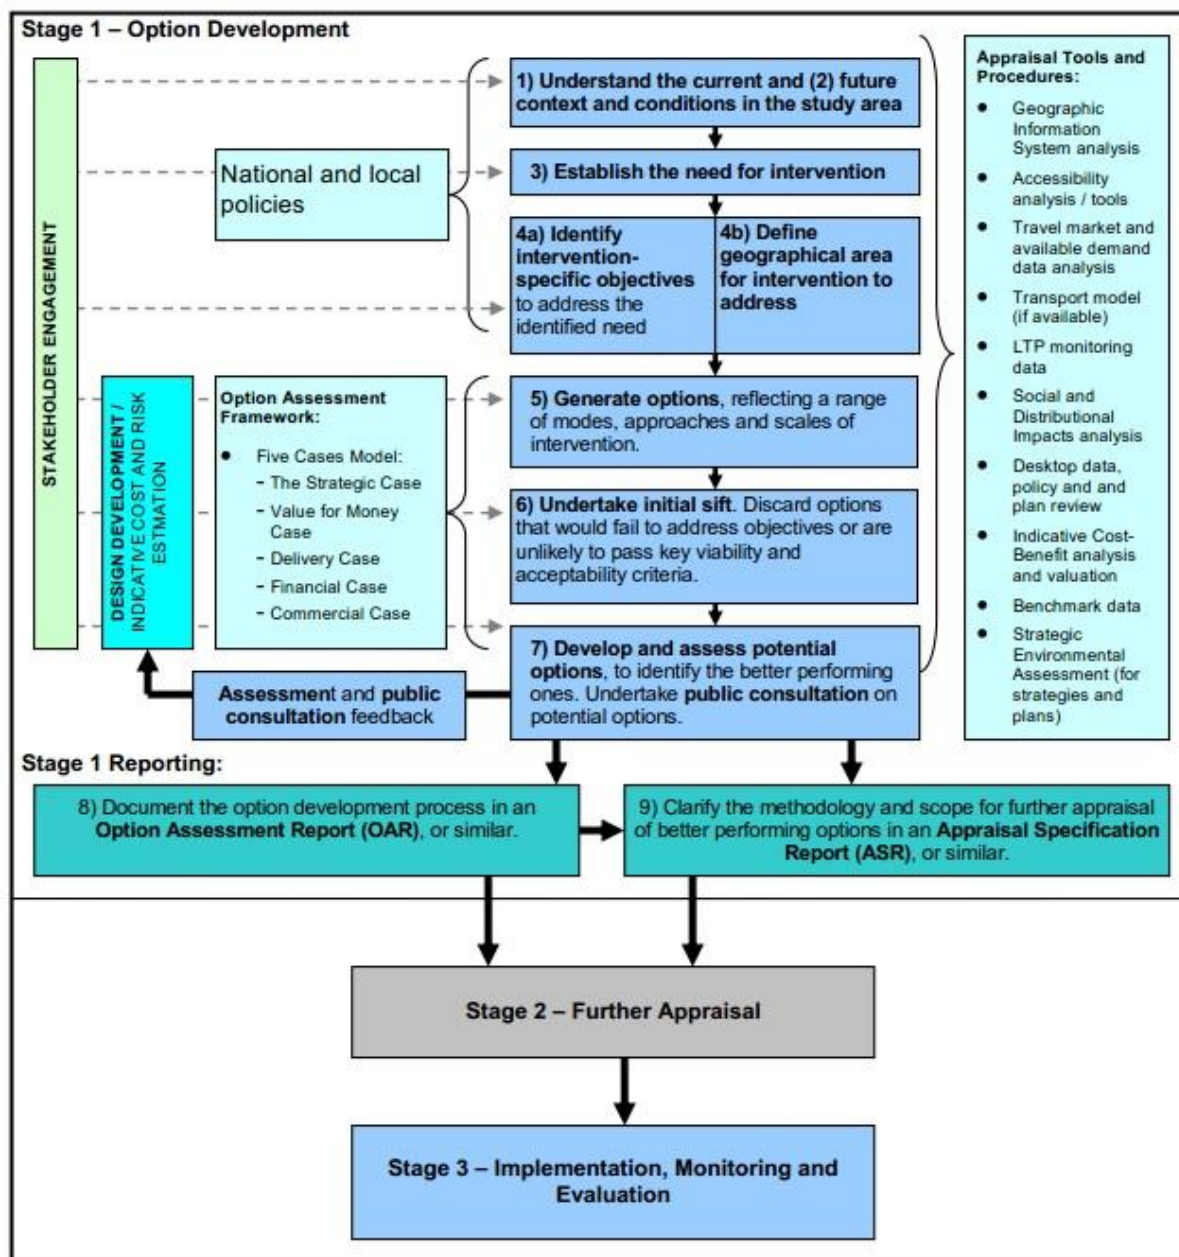 Stage 1 – Option Development
STAKEHOLDER ENGAGEMENT
National and local
policies
1) Understand the current and (2) future
context and conditions in the study area
3) Establish the need for intervention
4a) Identify
intervention-
specific objectives
to address the
identified need
4b) Define
geographical area
for intervention to
address
DESIGN DEVELOPMENT /
INDICATIVE COST AND RISK
ESTMATION
Option Assessment
Framework:
● Five Cases Model:
- The Strategic Case
- Value for Money
Case
- Delivery Case
- Financial Case
- Commercial Case
5) Generate options, reflecting a range
of modes, approaches and scales of
intervention.
6) Undertake initial sift. Discard options
that would fail to address objectives or are
unlikely to pass key viability and
acceptability criteria.
7) Develop and assess potential
options, to identify the better performing
ones. Undertake public consultation on
potential options.
Assessment and public
consultation feedback
Appraisal Tools and
Procedures:
● Geographic
Information
System analysis
● Accessibility
analysis / tools
● Travel market and
available demand
data analysis
● Transport model
(if available)
● LTP monitoring
data
● Social and
Distributional
Impacts analysis
● Desktop data,
policy and and
plan review
● Indicative Cost-
Benefit analysis
and valuation
● Benchmark data
● Strategic
Environmental
Assessment (for
strategies and
plans)
Stage 1 Reporting:
8) Document the option development process in an
Option Assessment Report (OAR), or similar.
9) Clarify the methodology and scope for further appraisal
of better performing options in an Appraisal Specification
Report (ASR), or similar.
Stage 2 – Further Appraisal
Stage 3 – Implementation, Monitoring and
Evaluation